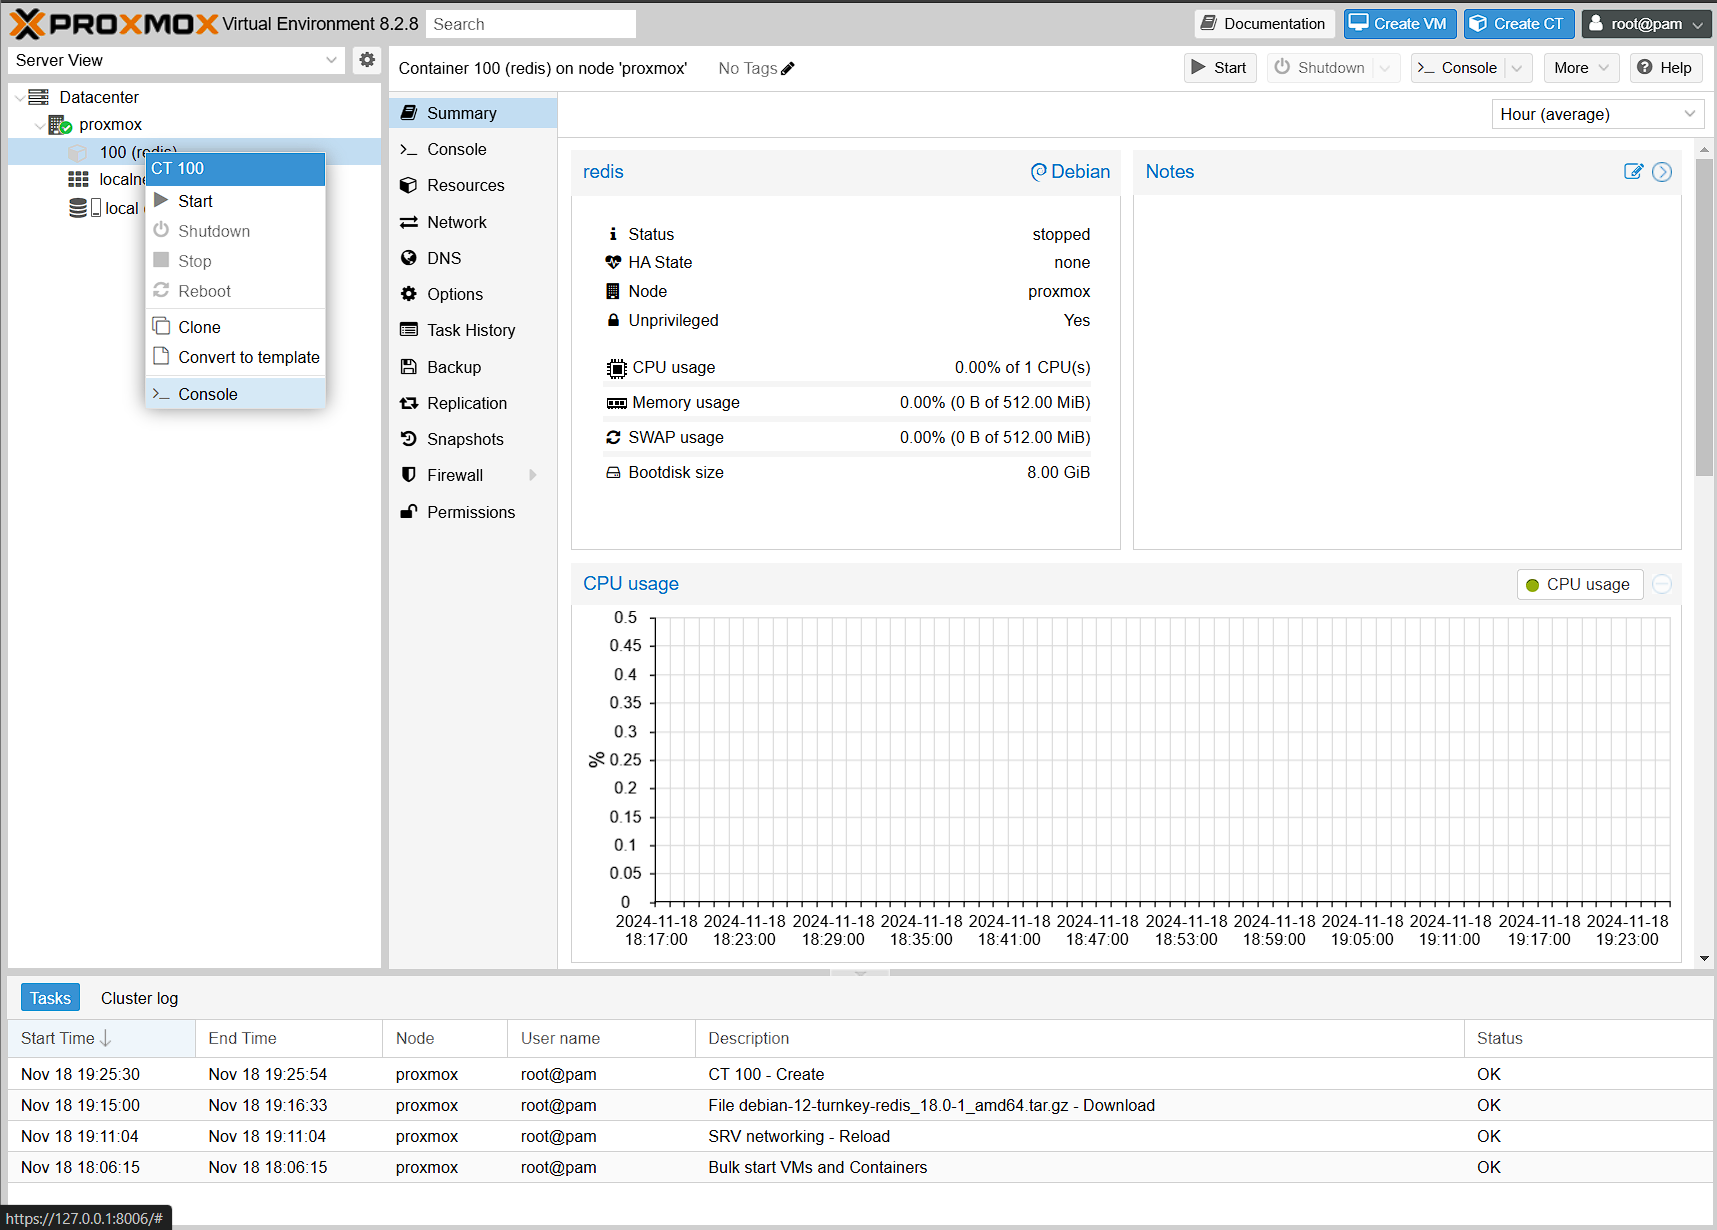 PROXMOX Virtual Environment 8.2.8 Search Documentation Create VM Create CT root@pam
Server View
Container 100 (redis) on node 'proxmox' No Tags Start Shutdown Console More Help
Datacenter
proxmox
100 (redis)
local
CT 100
Start
Shutdown
Stop
Reboot
Clone
Convert to template
Console
Summary
Console
Resources
Network
DNS
Options
Task History
Backup
Replication
Snapshots
Firewall
Permissions
Hour (average)
redis Debian
Status stopped
HA State none
Node proxmox
Unprivileged Yes
CPU usage 0.00% of 1 CPU(s)
Memory usage 0.00% (0 B of 512.00 MiB)
SWAP usage 0.00% (0 B of 512.00 MiB)
Bootdisk size 8.00 GiB
Notes
CPU usage CPU usage
0.5
0.45
0.4
0.35
0.3
% 0.25
0.2
0.15
0.1
0.05
0
2024-11-18 2024-11-18 2024-11-18 2024-11-18 2024-11-18 2024-11-18 2024-11-18 2024-11-18 2024-11-18 2024-11-18 2024-11-18 2024-11-18
18:17:00 18:23:00 18:29:00 18:35:00 18:41:00 18:47:00 18:53:00 18:59:00 19:05:00 19:11:00 19:17:00 19:23:00
Tasks Cluster log
Start Time End Time Node User name Description Status
Nov 18 19:25:30 Nov 18 19:25:54 proxmox root@pam CT 100 - Create OK
Nov 18 19:15:00 Nov 18 19:16:33 proxmox root@pam File debian-12-turnkey-redis_18.0-1_amd64.tar.gz - Download OK
Nov 18 19:11:04 Nov 18 19:11:04 proxmox root@pam SRV networking - Reload OK
Nov 18 18:06:15 Nov 18 18:06:15 proxmox root@pam Bulk start VMs and Containers OK
https://127.0.0.1:8006/#